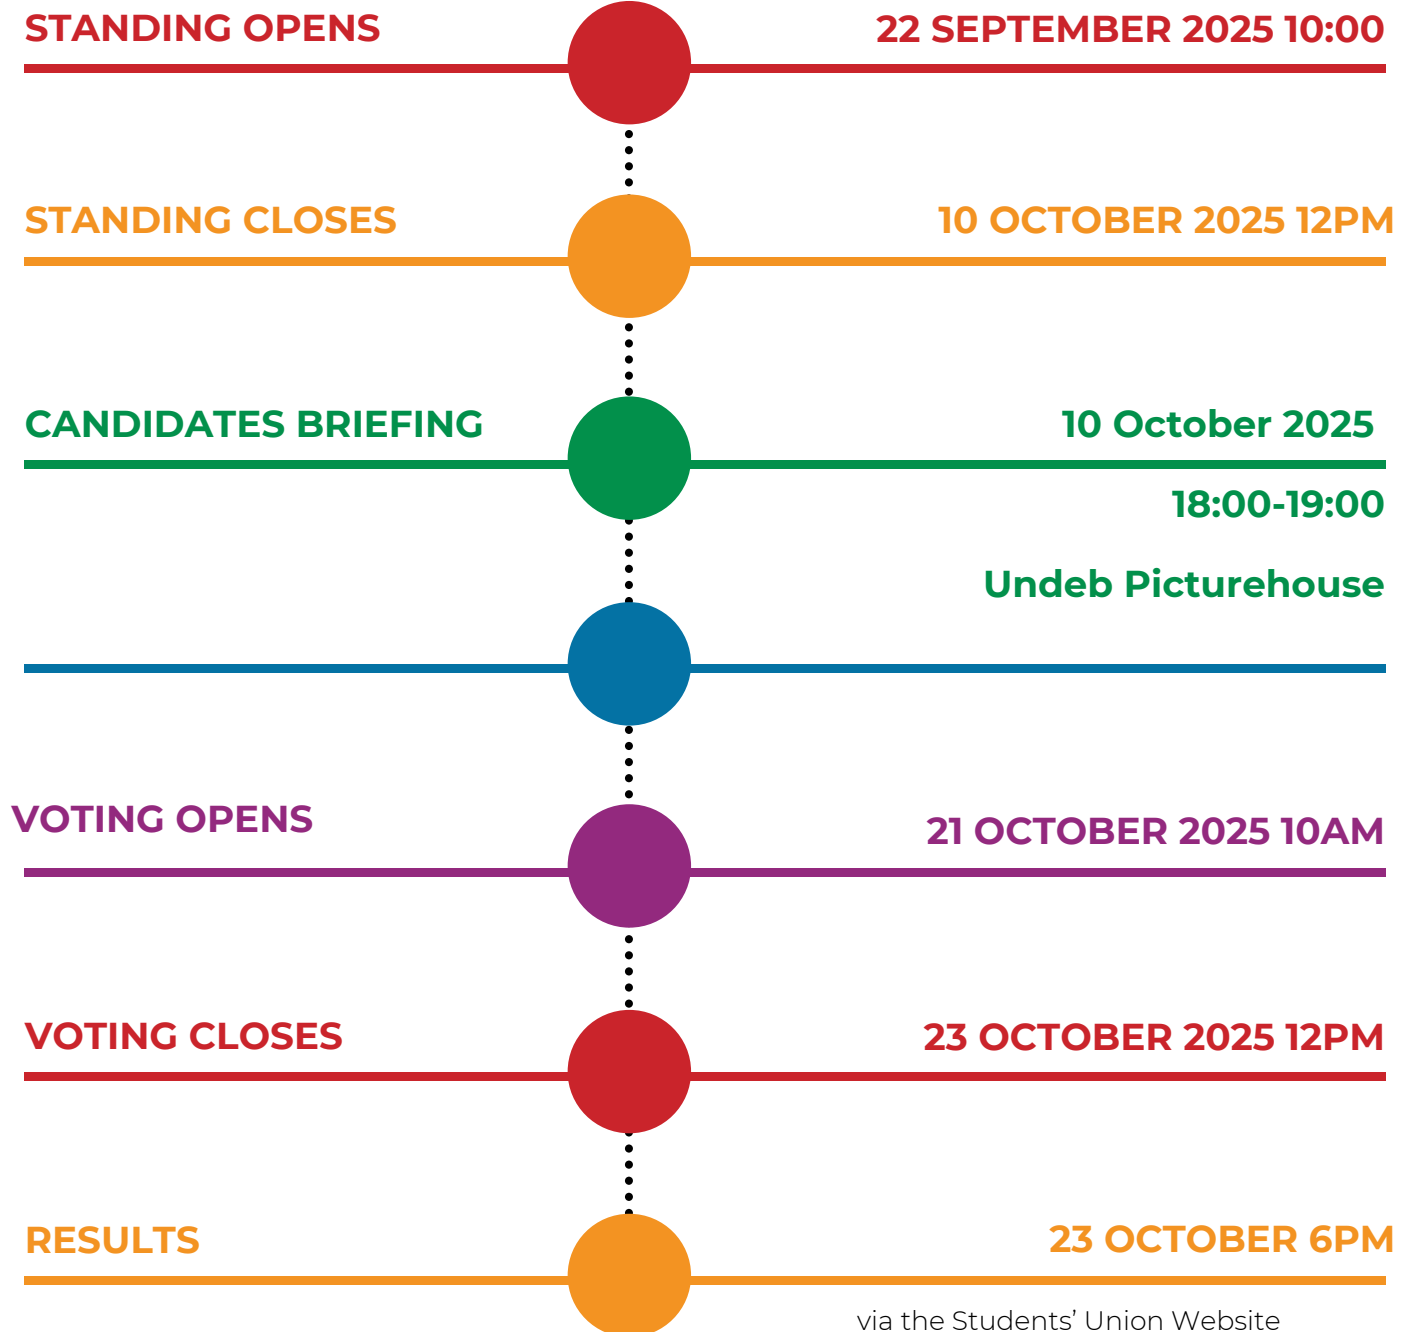 STANDING OPENS
22 SEPTEMBER 2025 10:00
STANDING CLOSES
10 OCTOBER 2025 12PM
CANDIDATES BRIEFING
10 October 2025
18:00-19:00
Undeb Picturehouse
VOTING OPENS
21 OCTOBER 2025 10AM
VOTING CLOSES
23 OCTOBER 2025 12PM
RESULTS
23 OCTOBER 6PM
via the Students’ Union Website